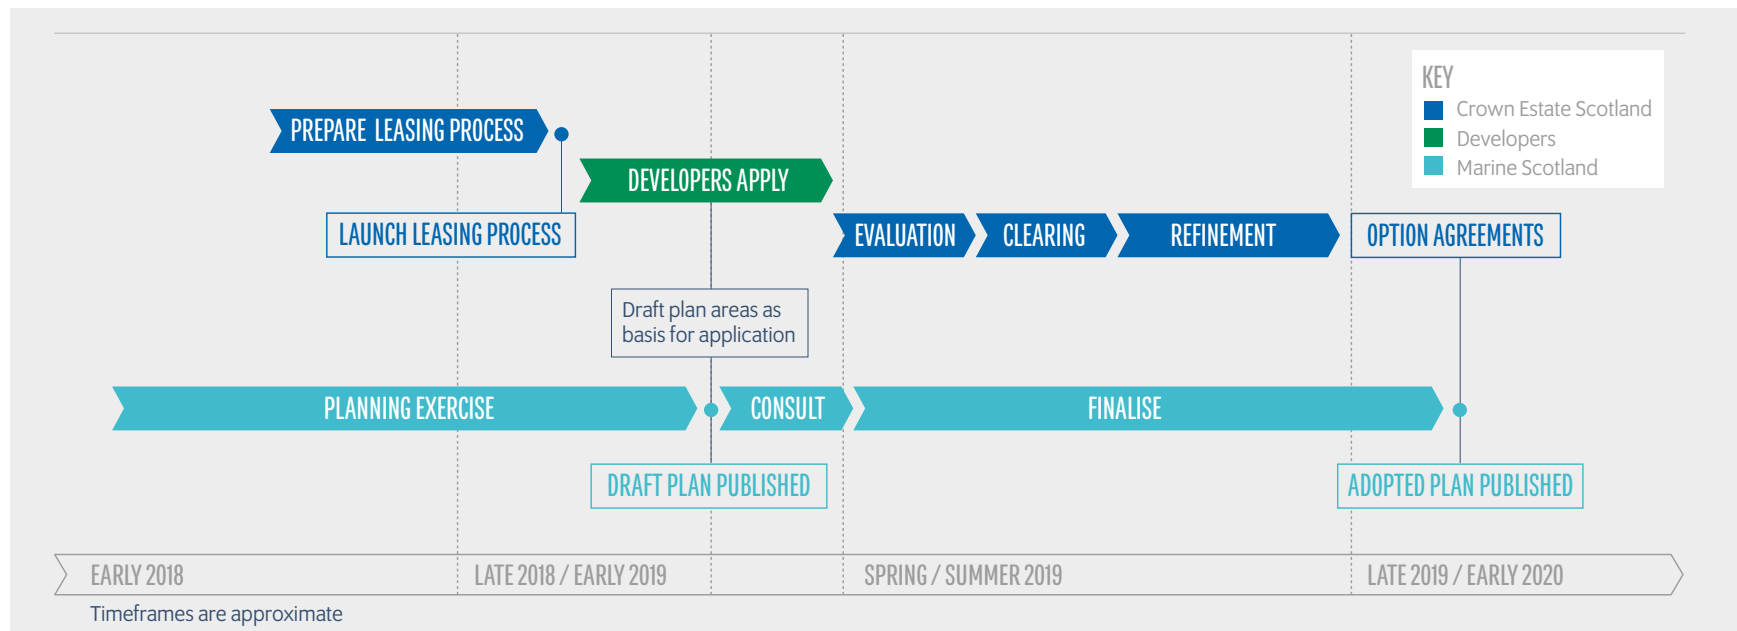 KEY
Crown Estate Scotland
Developers
Marine Scotland
PREPARE LEASING PROCESS
DEVELOPERS APPLY
LAUNCH LEASING PROCESS
EVALUATION
CLEARING
REFINEMENT
OPTION AGREEMENTS
Draft plan areas as
basis for application
PLANNING EXERCISE
CONSULT
FINALISE
DRAFT PLAN PUBLISHED
ADOPTED PLAN PUBLISHED
EARLY 2018
LATE 2018 / EARLY 2019
SPRING / SUMMER 2019
LATE 2019 / EARLY 2020
Timeframes are approximate